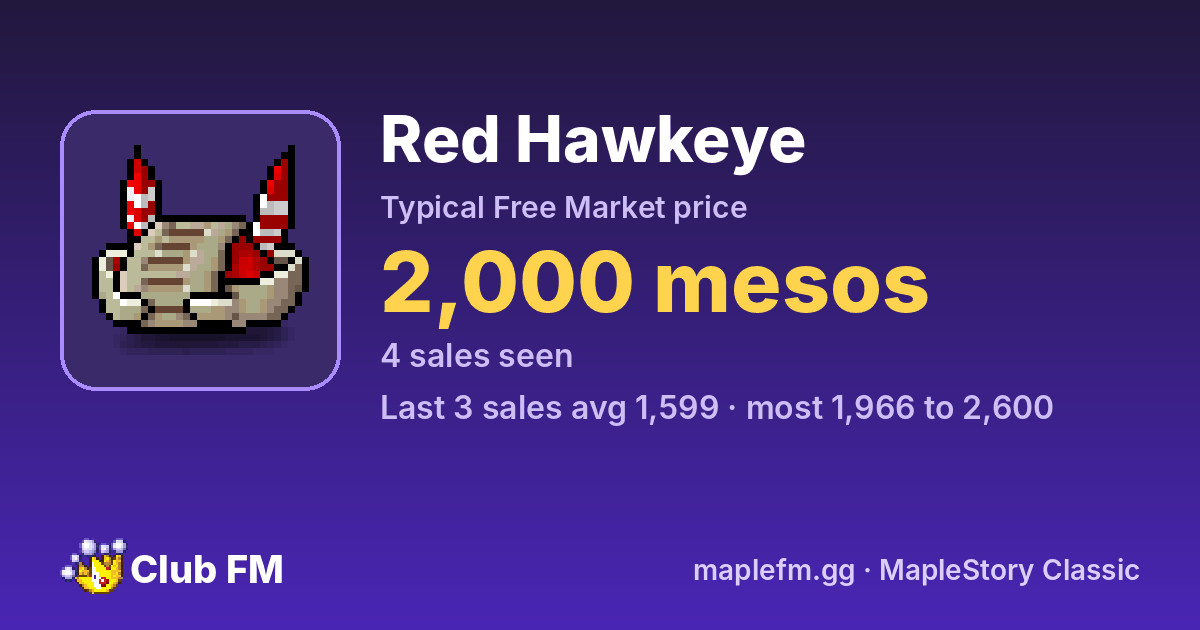 Red Hawkeye
Typical Free Market price
2,000 mesos
4 sales seen
Last 3 sales avg 1,599 · most 1,966 to 2,600
Club FM
maplefm.gg · MapleStory Classic